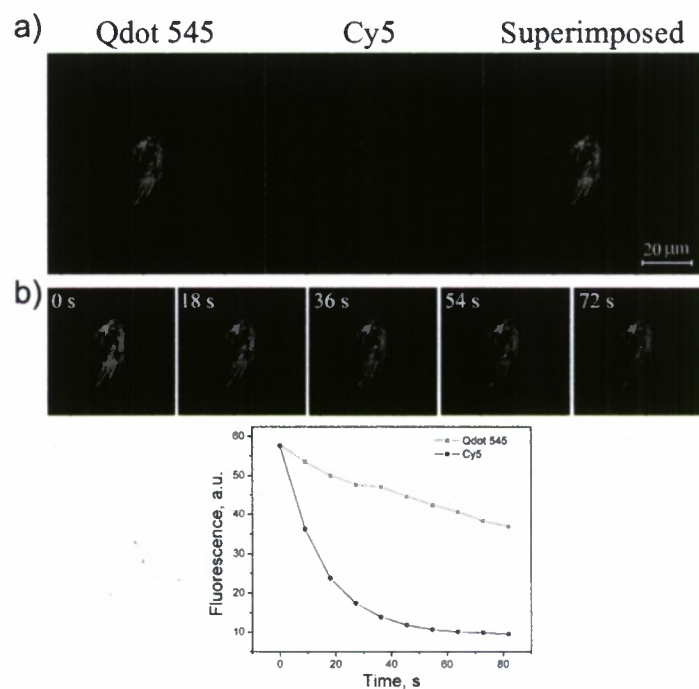 a)
Qdot 545 Cy5 Superimposed
20 µm
b)
0 s 18 s 36 s 54 s 72 s
60
50
40
30
20
10
Fluorescence, a.u.
Qdot 545
Cy5
0 20 40 60 80
Time, s